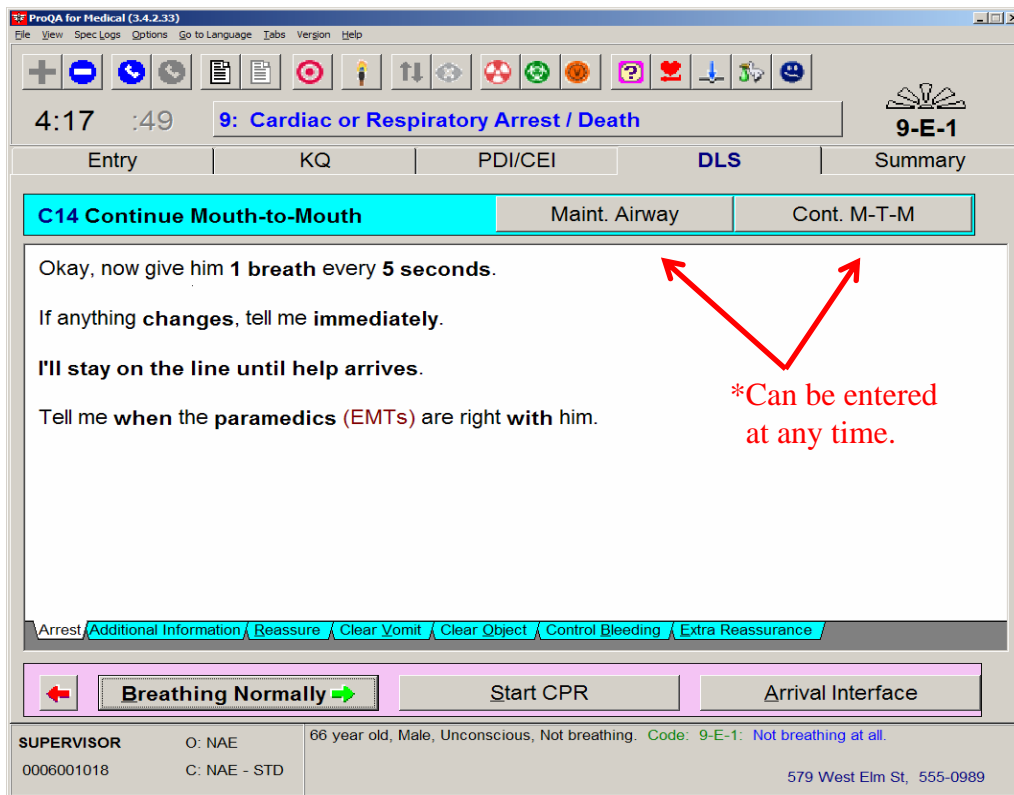 ProQA for Medical (3.4.2.33)
File View Spec Logs Options Go to Language Tabs Version Help
4:17 :49 9: Cardiac or Respiratory Arrest / Death 9-E-1
Entry KQ PDI/CEI DLS Summary
C14 Continue Mouth-to-Mouth Maint. Airway Cont. M-T-M
Okay, now give him 1 breath every 5 seconds.
If anything changes, tell me immediately.
I'll stay on the line until help arrives.
Tell me when the paramedics (EMTs) are right with him.
*Can be entered
at any time.
Arrest Additional Information Reassure Clear Vomit Clear Object Control Bleeding Extra Reassurance
Breathing Normally Start CPR Arrival Interface
SUPERVISOR O: NAE 66 year old, Male, Unconscious, Not breathing. Code: 9-E-1: Not breathing at all.
0006001018 C: NAE - STD 579 West Elm St, 555-0989